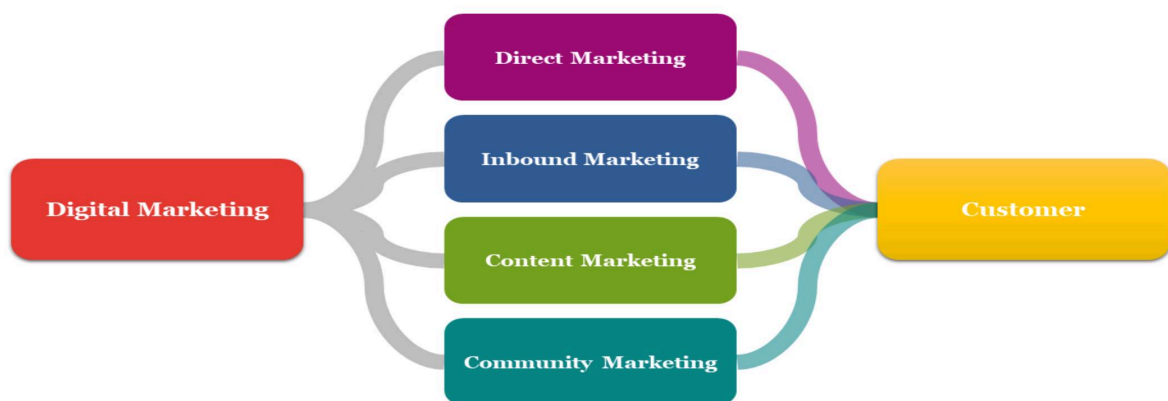 Direct Marketing
Inbound Marketing
Digital Marketing
Customer
Content Marketing
Community Marketing